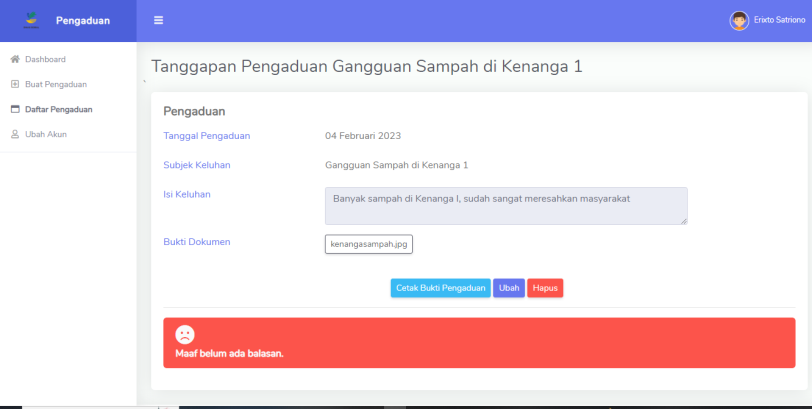 Pengaduan
Erixto Satriono
Dashboard
Buat Pengaduan
Daftar Pengaduan
Ubah Akun
Tanggapan Pengaduan Gangguan Sampah di Kenanga 1
Pengaduan
Tanggal Pengaduan 04 Februari 2023
Subjek Keluhan Gangguan Sampah di Kenanga 1
Isi Keluhan Banyak sampah di Kenanga I, sudah sangat meresahkan masyarakat
Bukti Dokumen kenangasampah.jpg
Cetak Bukti Pengaduan Ubah Hapus
Maaf belum ada balasan.